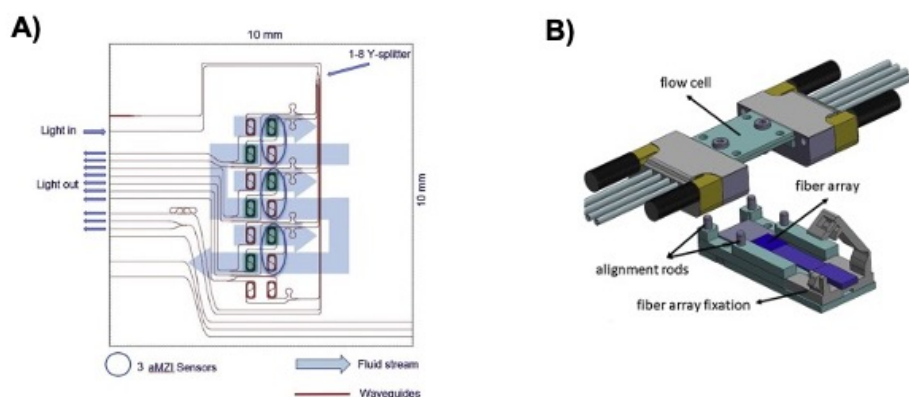 A)
10 mm
1-8 Y-splitter
Light in
Light out
10 mm
3 aMZI Sensors
Fluid stream
Waveguides
B)
flow cell
fiber array
alignment rods
fiber array fixation